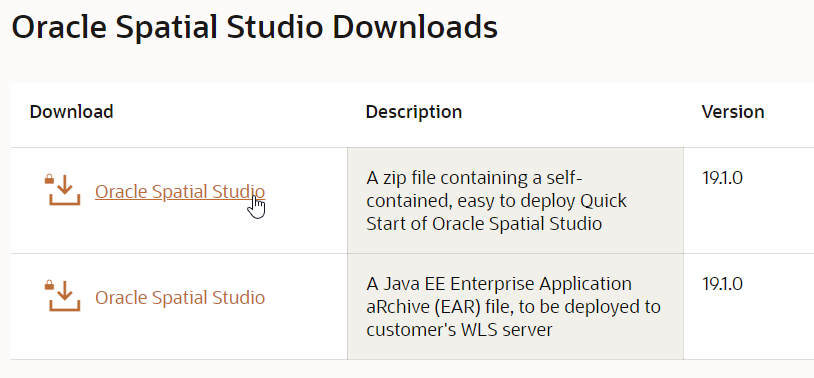 Oracle Spatial Studio Downloads
Download
Description
Version
Oracle Spatial Studio
A zip file containing a self-
contained, easy to deploy Quick
Start of Oracle Spatial Studio
19.1.0
Oracle Spatial Studio
A Java EE Enterprise Application
aRchive (EAR) file, to be deployed to
customer's WLS server
19.1.0